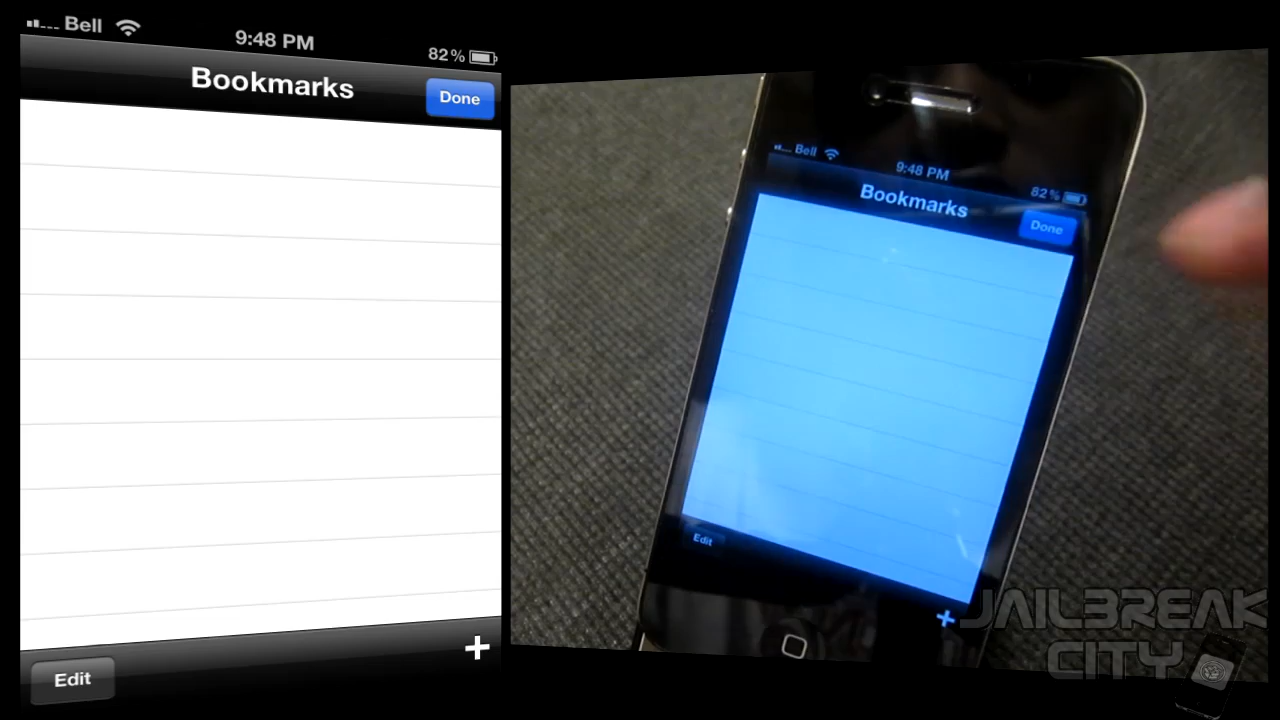 Bell
9:48 PM
82%
Bookmarks
Done
Edit
+
Bell
9:48 PM
82%
Bookmarks
Done
Edit
+
JAILBREAK
CITY